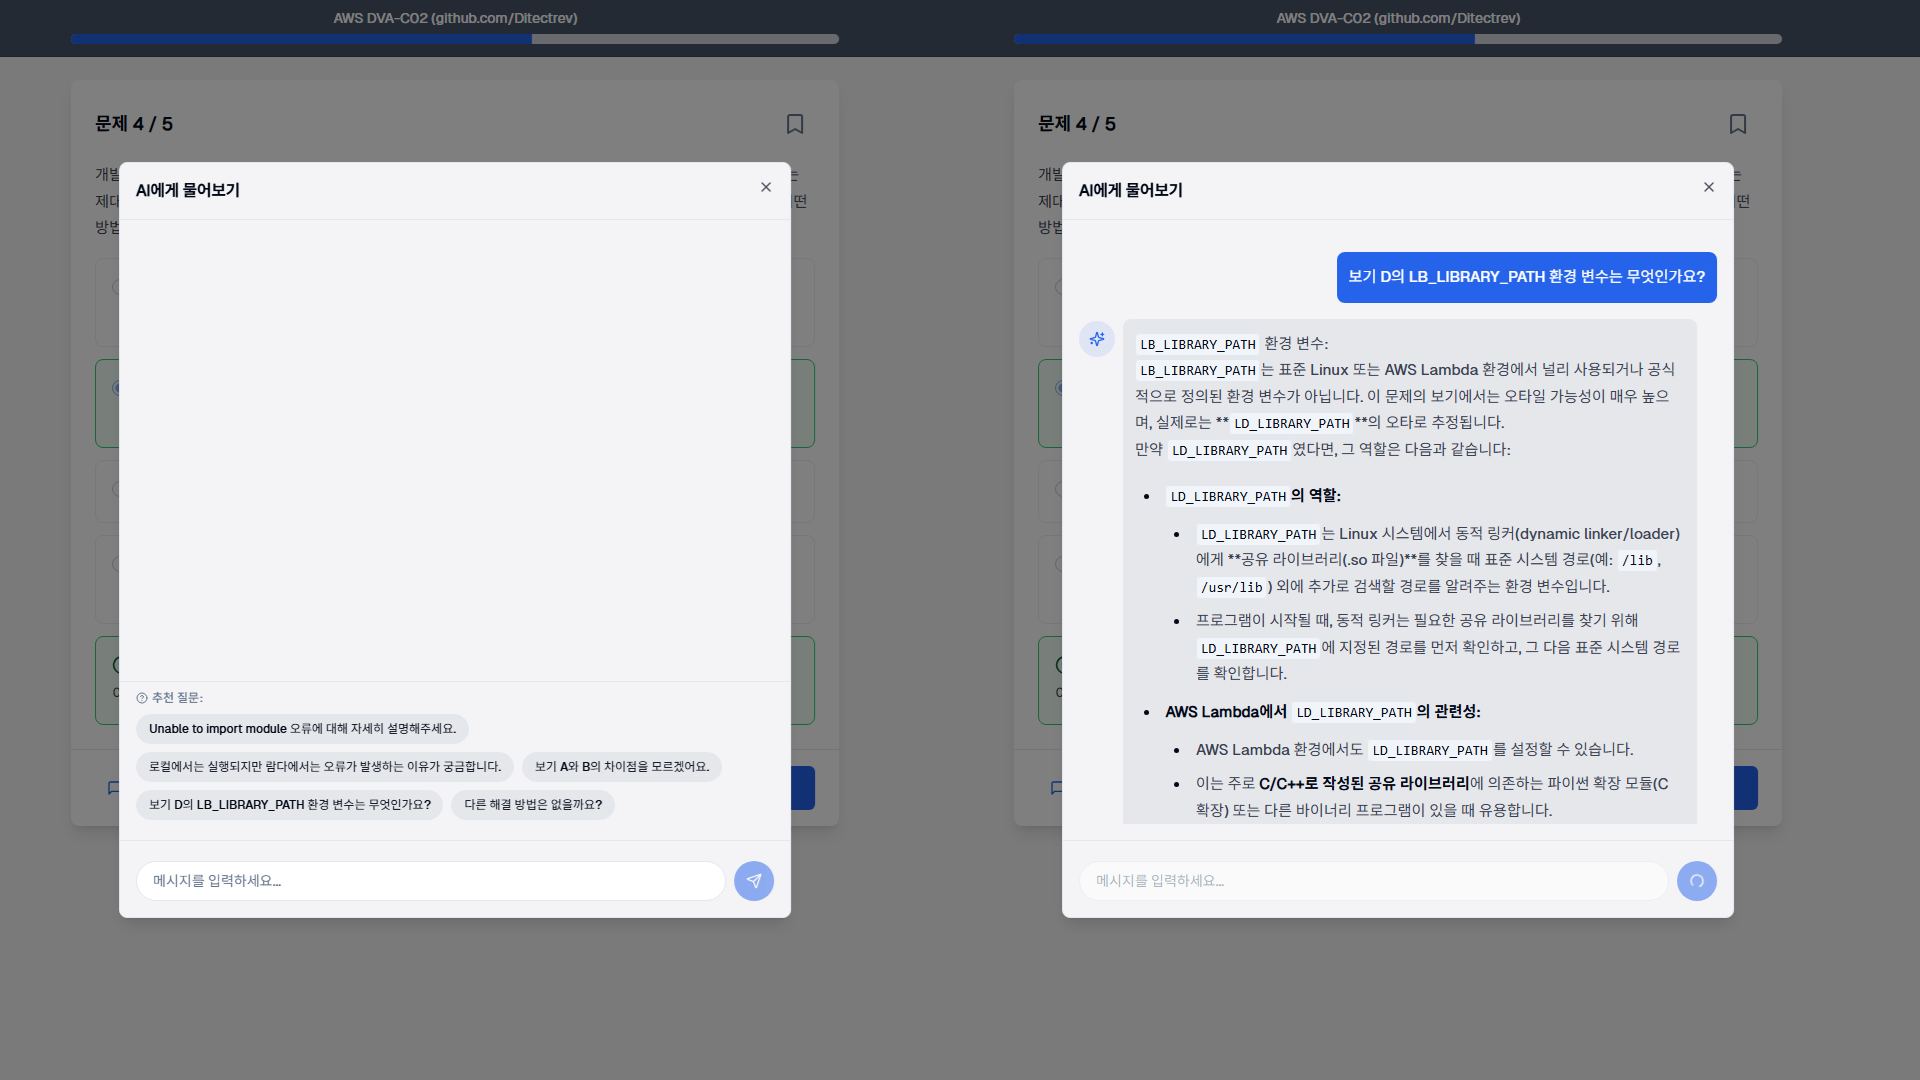 AWS DVA-C02 (github.com/Ditectrev)
문제 4 / 5
개발
는
제대
떤
방법
AI에게 물어보기
추천 질문:
Unable to import module 오류에 대해 자세히 설명해주세요.
로컬에서는 실행되지만 람다에서는 오류가 발생하는 이유가 궁금합니다.
보기 A와 B의 차이점을 모르겠어요.
보기 D의 LB_LIBRARY_PATH 환경 변수는 무엇인가요?
다른 해결 방법은 없을까요?
메시지를 입력하세요...
AWS DVA-C02 (github.com/Ditectrev)
문제 4 / 5
개발
는
제대
떤
방법
AI에게 물어보기
보기 D의 LB_LIBRARY_PATH 환경 변수는 무엇인가요?
LB_LIBRARY_PATH 환경 변수:
LB_LIBRARY_PATH 는 표준 Linux 또는 AWS Lambda 환경에서 널리 사용되거나 공식
적으로 정의된 환경 변수가 아닙니다. 이 문제의 보기에서는 오타일 가능성이 매우 높으
며, 실제로는 ** LD_LIBRARY_PATH **의 오타로 추정됩니다.
만약 LD_LIBRARY_PATH 였다면, 그 역할은 다음과 같습니다:
• LD_LIBRARY_PATH 의 역할:
• LD_LIBRARY_PATH 는 Linux 시스템에서 동적 링커(dynamic linker/loader)
에게 **공유 라이브러리(.so 파일)**를 찾을 때 표준 시스템 경로(예: /lib ,
/usr/lib ) 외에 추가로 검색할 경로를 알려주는 환경 변수입니다.
• 프로그램이 시작될 때, 동적 링커는 필요한 공유 라이브러리를 찾기 위해
LD_LIBRARY_PATH 에 지정된 경로를 먼저 확인하고, 그 다음 표준 시스템 경로
를 확인합니다.
• AWS Lambda에서 LD_LIBRARY_PATH 의 관련성:
• AWS Lambda 환경에서도 LD_LIBRARY_PATH 를 설정할 수 있습니다.
• 이는 주로 C/C++로 작성된 공유 라이브러리에 의존하는 파이썬 확장 모듈(C
확장) 또는 다른 바이너리 프로그램이 있을 때 유용합니다.
메시지를 입력하세요...